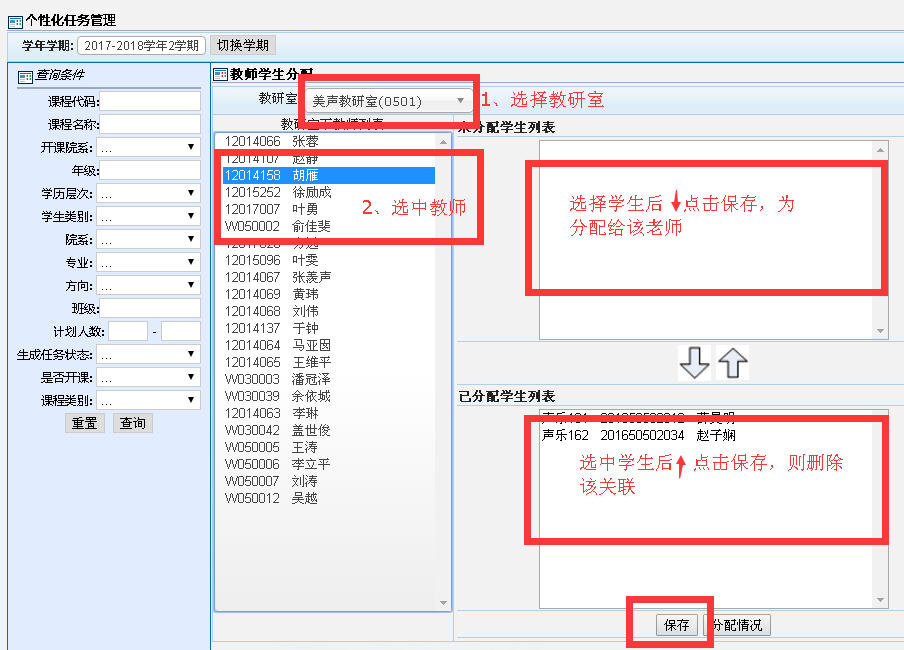 个性化任务管理
学年学期: 2017-2018学年2学期 切换学期
查询条件
课程代码:
课程名称:
开课院系: ...
年级:
学历层次: ...
学生类别: ...
院系: ...
专业: ...
方向: ...
班级:
计划人数: -
生成任务状态: ...
是否开课: ...
课程类别: ...
重置 查询
教师学生分配
教研室 美声教研室(0501)
1、选择教研室
教研室下教师列表
12014066 张蓉
12014107 赵静
12014158 胡雁
12015252 徐励成
12017007 叶勇
W050002 俞佳斐
2、选中教师
12015096 叶雯
12014067 张羡声
12014069 黄玮
12014068 刘伟
12014137 于钟
12014064 马亚囡
12014065 王维平
W030003 潘冠泽
W030039 余依城
12014063 李琳
W030042 盖世俊
W050005 王涛
W050006 李立平
W050007 刘涛
W050012 吴越
未分配学生列表
选择学生后 点击保存，为
分配给该老师
已分配学生列表
声乐162 201650502034 赵子娴
选中学生后 点击保存，则删除
该关联
保存 分配情况